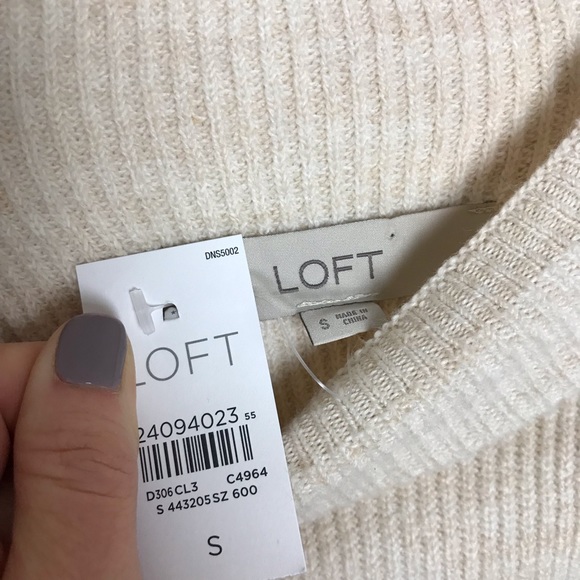 DNS5002
LOFT
24094023 55
D306 CL3 C4964
S 443205 SZ 600
S
LOFT
S MADE IN
CHINA